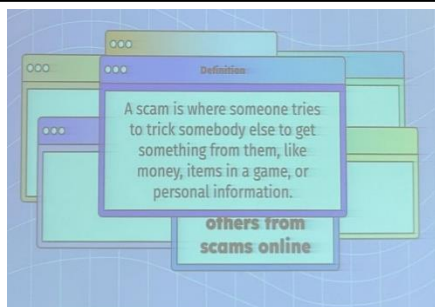 Definition
A scam is where someone tries
to trick somebody else to get
something from them, like
money, items in a game, or
personal information.
others from
scams online